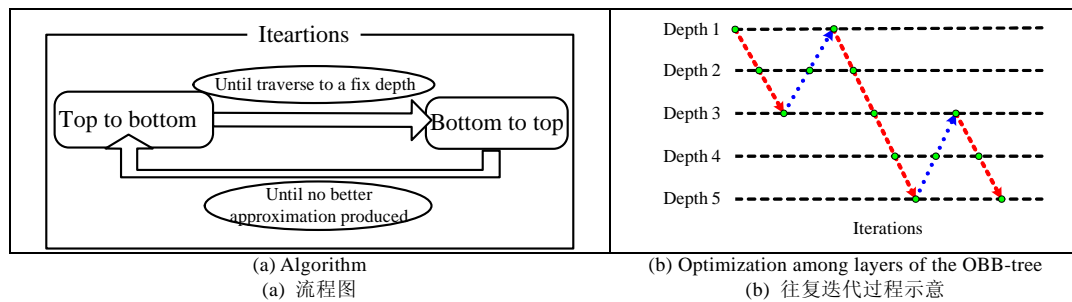 Iteartions
Until traverse to a fix depth
Top to bottom
Bottom to top
Until no better
approximation produced
Depth 1
Depth 2
Depth 3
Depth 4
Depth 5
Iterations
(a) Algorithm
(a) 流程图
(b) Optimization among layers of the OBB-tree
(b) 往复迭代过程示意